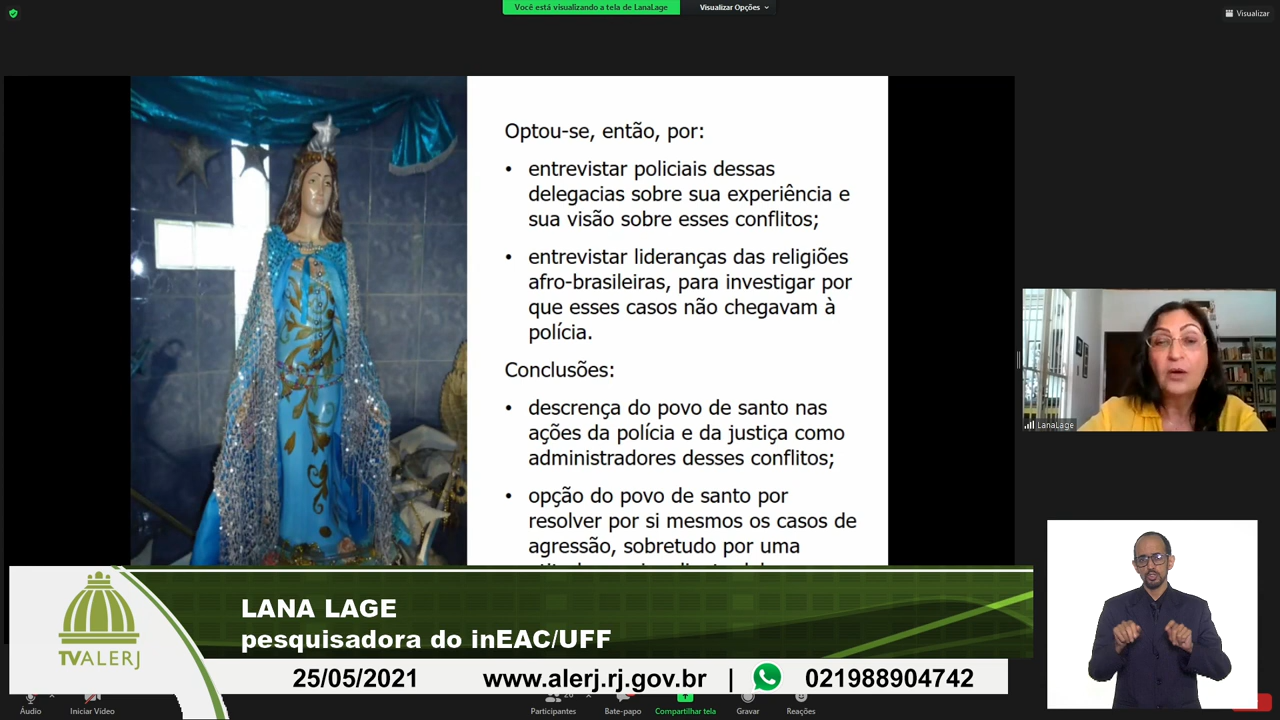 Você está visualizando a tela de LanaLage
Visualizar Opções
Visualizar
Optou-se, então, por:
• entrevistar policiais dessas
delegacias sobre sua experiência e
sua visão sobre esses conflitos;
• entrevistar lideranças das religiões
afro-brasileiras, para investigar por
que esses casos não chegavam à
polícia.
Conclusões:
• descrença do povo de santo nas
ações da polícia e da justiça como
administradores desses conflitos;
• opção do povo de santo por
resolver por si mesmos os casos de
agressão, sobretudo por uma
LanaLage
LANA LAGE
pesquisadora do inEAC/UFF
TVALERJ
25/05/2021 www.alerj.rj.gov.br | 021988904742
Áudio
Iniciar Vídeo
Participantes
Bate-papo
Compartilhar tela
Gravar
Reações